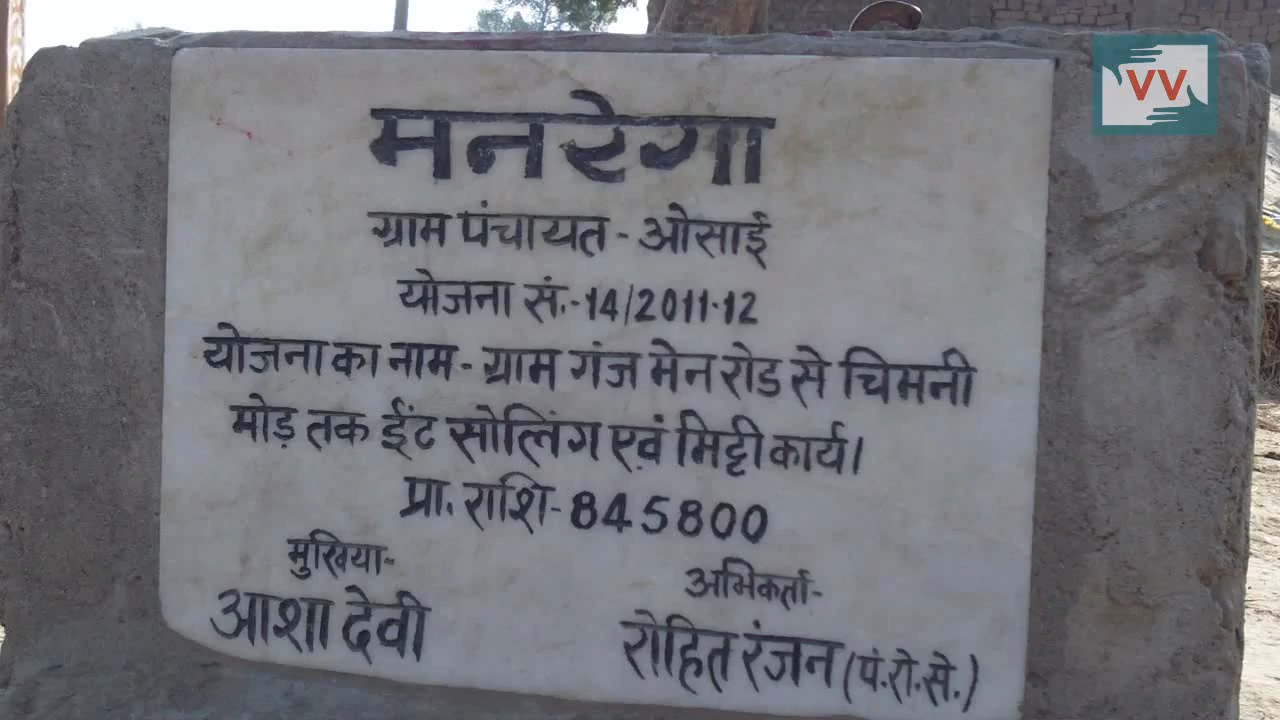 VV
मनरेगा
ग्राम पंचायत - ओसाई
योजना सं.-14/2011-12
योजना का नाम - ग्राम गंज मेन रोड से चिमनी
मोड़ तक ईंट सोलिंग एवं मिट्टी कार्य।
प्रा. राशि - 845800
मुखिया-
आशा देवी
अभिकर्ता-
रोहित रंजन (पं.रो.से.)